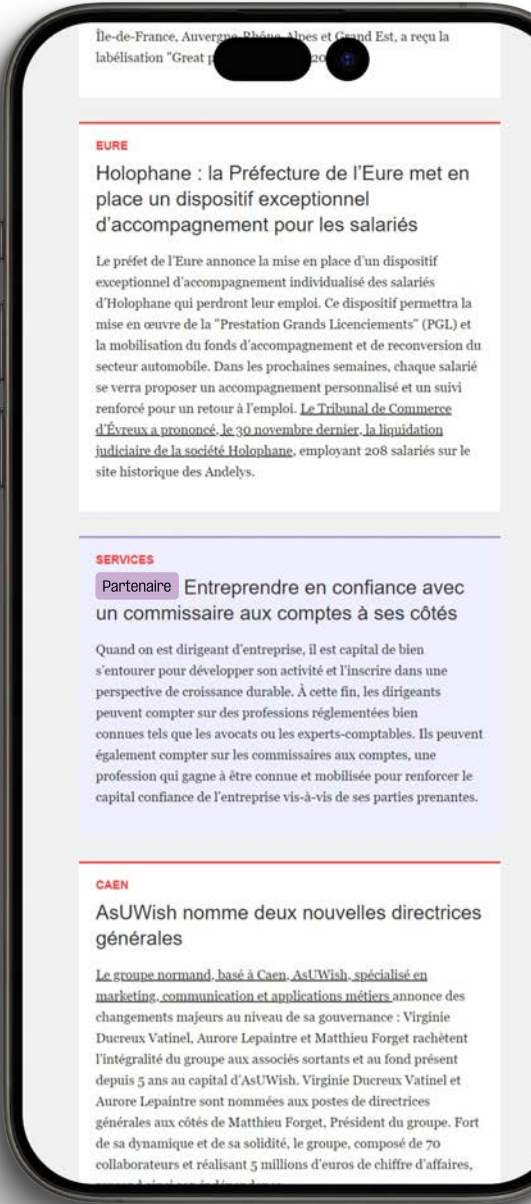 Île-de-France, Auvergne-Rhône-Alpes et Grand Est, a reçu la
labélisation "Great
EURE
Holophane : la Préfecture de l’Eure met en
place un dispositif exceptionnel
d’accompagnement pour les salariés
Le préfet de l’Eure annonce la mise en place d’un dispositif
exceptionnel d’accompagnement individualisé des salariés
d’Holophane qui perdront leur emploi. Ce dispositif permettra la
mise en œuvre de la "Prestation Grands Licenciements" (PGL) et
la mobilisation du fonds d’accompagnement et de reconversion du
secteur automobile. Dans les prochaines semaines, chaque salarié
se verra proposer un accompagnement personnalisé et un suivi
renforcé pour un retour à l’emploi. Le Tribunal de Commerce
d’Évreux a prononcé, le 30 novembre dernier, la liquidation
judiciaire de la société Holophane, employant 208 salariés sur le
site historique des Andelys.
SERVICES
Partenaire Entreprendre en confiance avec
un commissaire aux comptes à ses côtés
Quand on est dirigeant d’entreprise, il est capital de bien
s’entourer pour développer son activité et l’inscrire dans une
perspective de croissance durable. À cette fin, les dirigeants
peuvent compter sur des professions réglementées bien
connues tels que les avocats ou les experts-comptables. Ils peuvent
également compter sur les commissaires aux comptes, une
profession qui gagne à être connue et mobilisée pour renforcer le
capital confiance de l’entreprise vis-à-vis de ses parties prenantes.
CAEN
AsUWish nomme deux nouvelles directrices
générales
Le groupe normand, basé à Caen, AsUWish, spécialisé en
marketing, communication et applications métiers annonce des
changements majeurs au niveau de sa gouvernance : Virginie
Ducreux Vatinel, Aurore Lepaintre et Matthieu Forget rachètent
l’intégralité du groupe aux associés sortants et au fond présent
depuis 5 ans au capital d’AsUWish. Virginie Ducreux Vatinel et
Aurore Lepaintre sont nommées aux postes de directrices
générales aux côtés de Matthieu Forget, Président du groupe. Fort
de sa dynamique et de sa solidité, le groupe, composé de 70
collaborateurs et réalisant 5 millions d’euros de chiffre d’affaires,